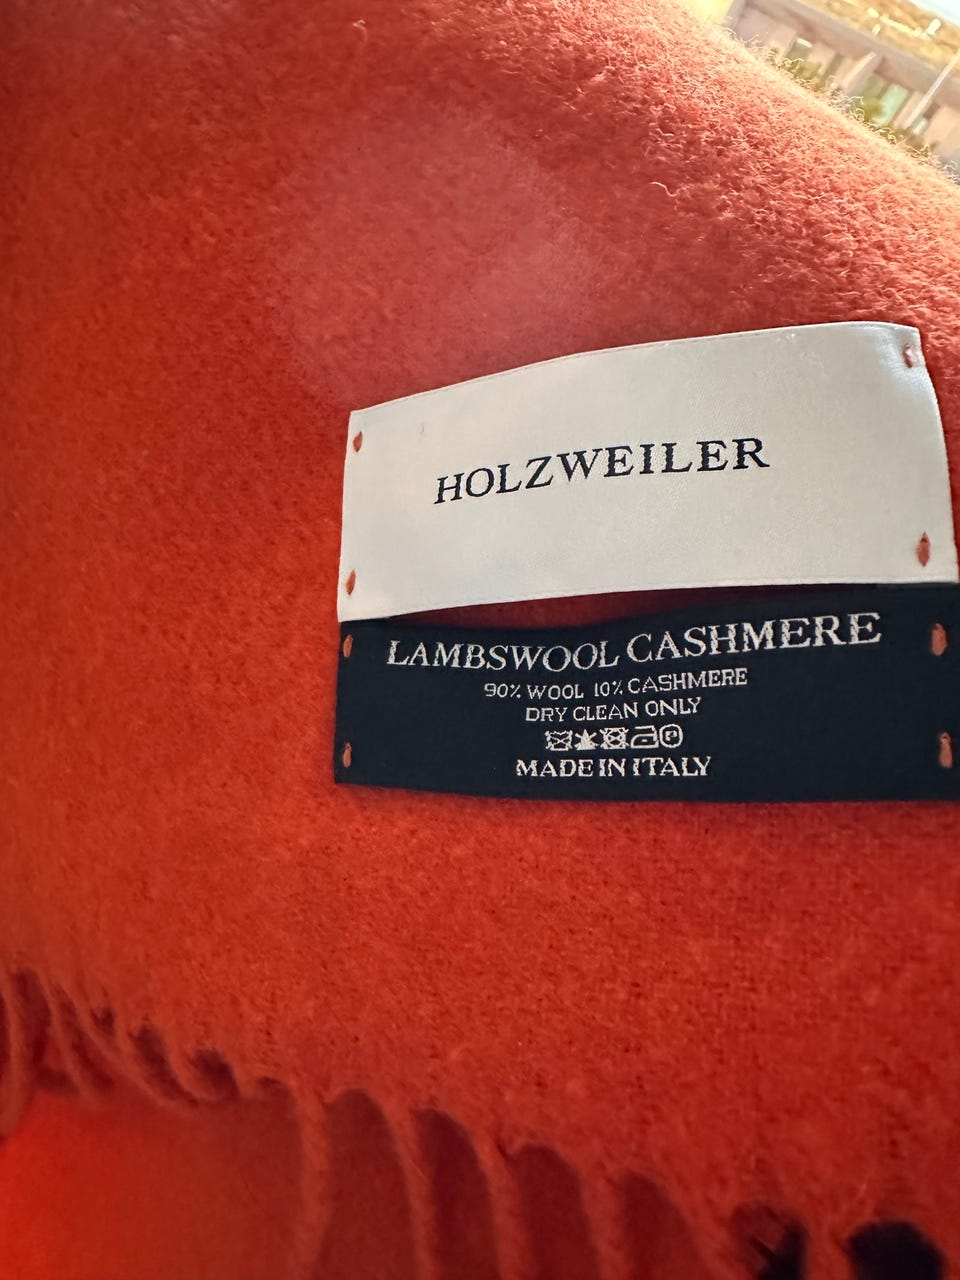 HOLZWEILER
LAMBSWOOL CASHMERE
90% WOOL 10% CASHMERE
DRY CLEAN ONLY
MADE IN ITALY